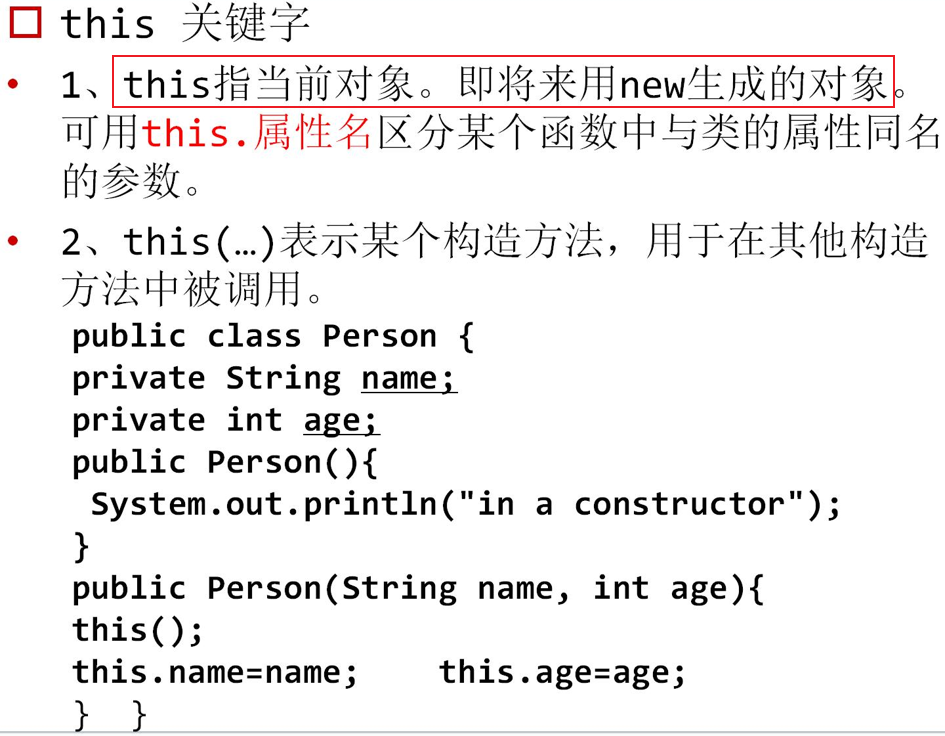 this 关键字
• 1、this指当前对象。即将来用new生成的对象。
可用this.属性名区分某个函数中与类的属性同名
的参数。
• 2、this(…)表示某个构造方法，用于在其他构造
方法中被调用。
public class Person {
private String name;
private int age;
public Person(){
System.out.println("in a constructor");
}
public Person(String name, int age){
this();
this.name=name; this.age=age;
} }